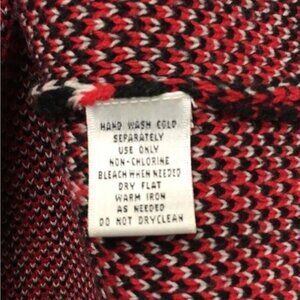 HAND WASH COLD
SEPARATELY
USE ONLY
NON-CHLORINE
BLEACH WHEN NEEDED
DRY FLAT
WARM IRON
AS NEEDED
DO NOT DRYCLEAN